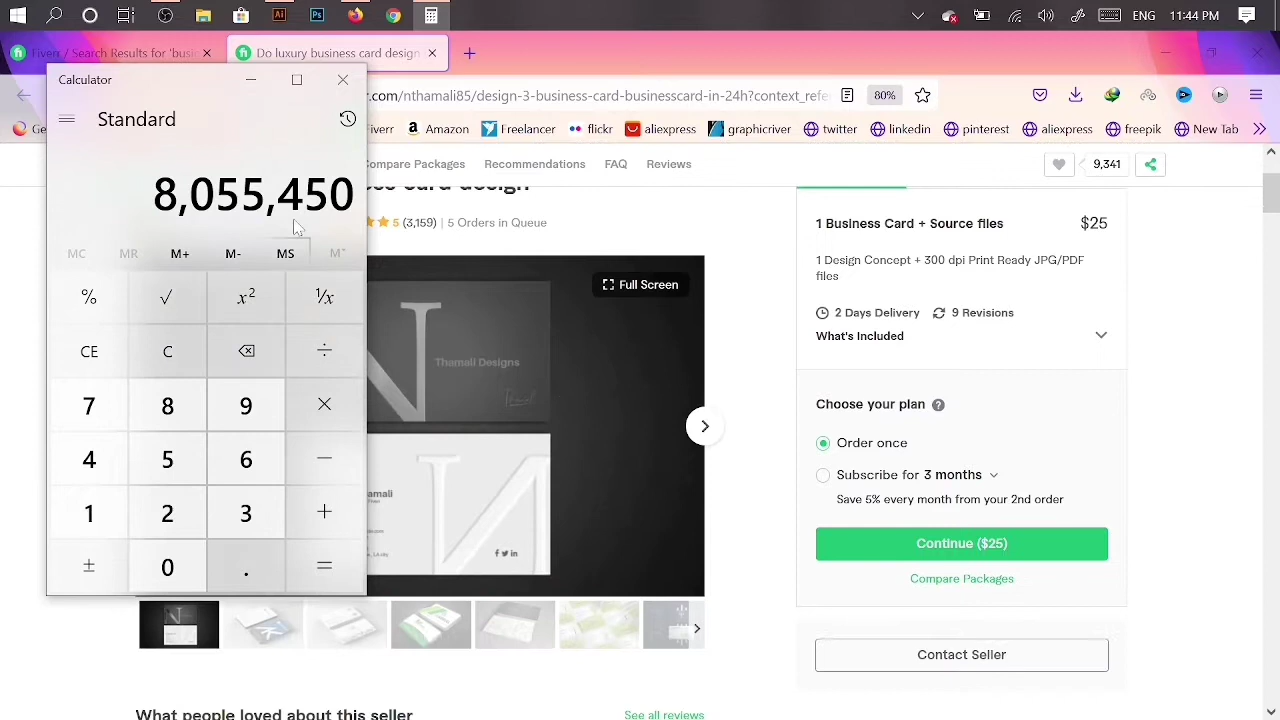 ENG
11:44 PM
Fiverr / Search Results for 'busi
Do luxury business card design
Calculator
.com/nthamali85/design-3-business-card-businesscard-in-24h?context_refe
80%
Standard
Fiverr
Amazon
Freelancer
flickr
aliexpress
graphicriver
twitter
linkedin
pinterest
aliexpress
freepik
New Tab
Compare Packages
Recommendations
FAQ
Reviews
9,341
8,055,450
5 (3,159)
5 Orders in Queue
1 Business Card + Source files
$25
1 Design Concept + 300 dpi Print Ready JPG/PDF
files
2 Days Delivery
9 Revisions
What's Included
MC MR M+ M- MS M˅
% √ x² ¹/x
CE C ÷
7 8 9 ×
4 5 6 −
1 2 3 +
± 0 . =
Full Screen
Thamali Designs
Choose your plan
Order once
Subscribe for 3 months
Save 5% every month from your 2nd order
Continue ($25)
Compare Packages
Contact Seller
What people loved about this seller
See all reviews